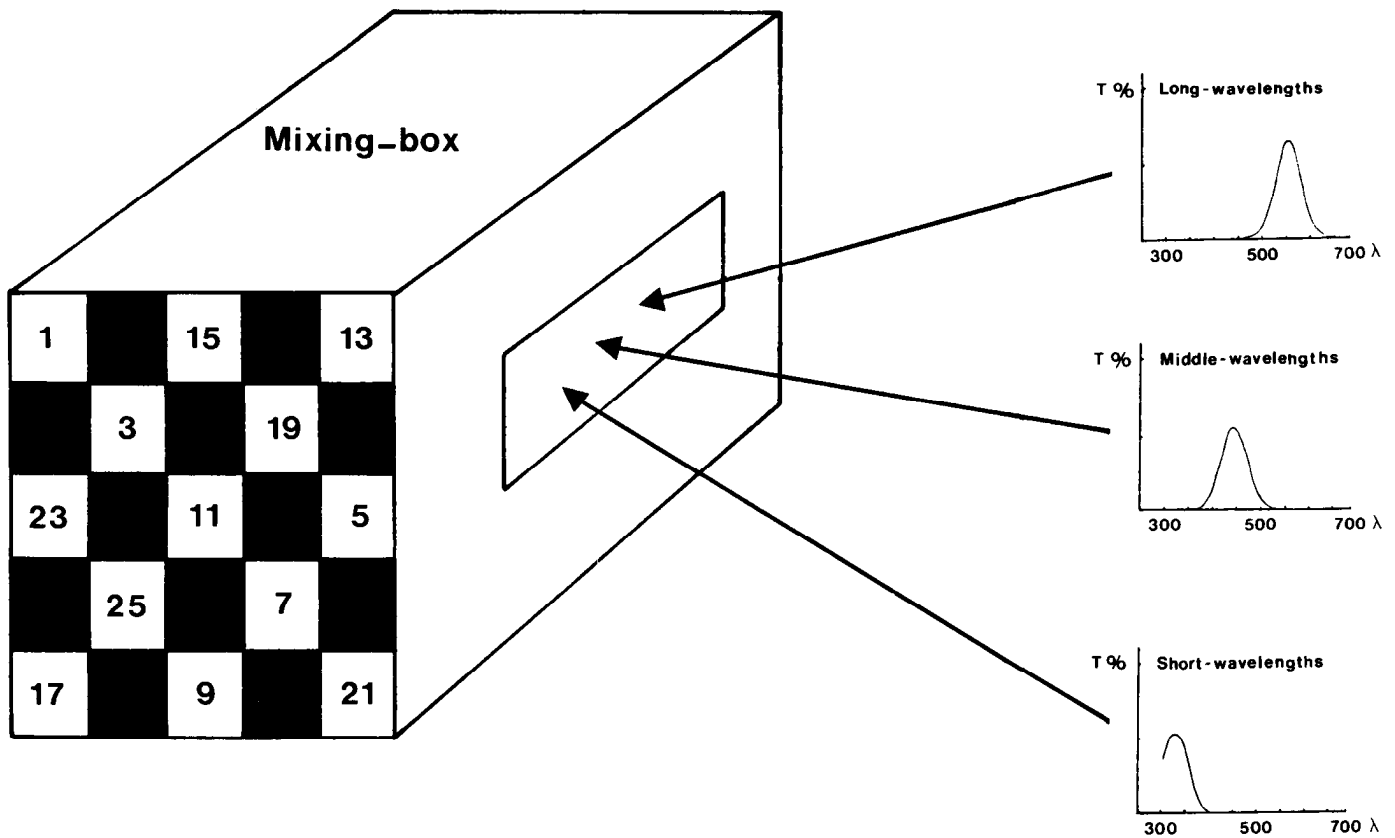 Mixing-box
1 15 13
3 19
23 11 5
25 7
17 9 21
T % Long-wavelengths
300 500 700 λ
T % Middle-wavelengths
300 500 700 λ
T % Short-wavelengths
300 500 700 λ